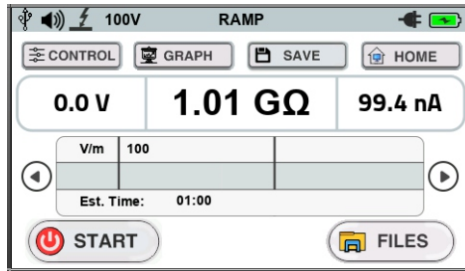 100V RAMP
CONTROL GRAPH SAVE HOME
0.0 V 1.01 GΩ 99.4 nA
V/m 100
Est. Time: 01:00
START FILES